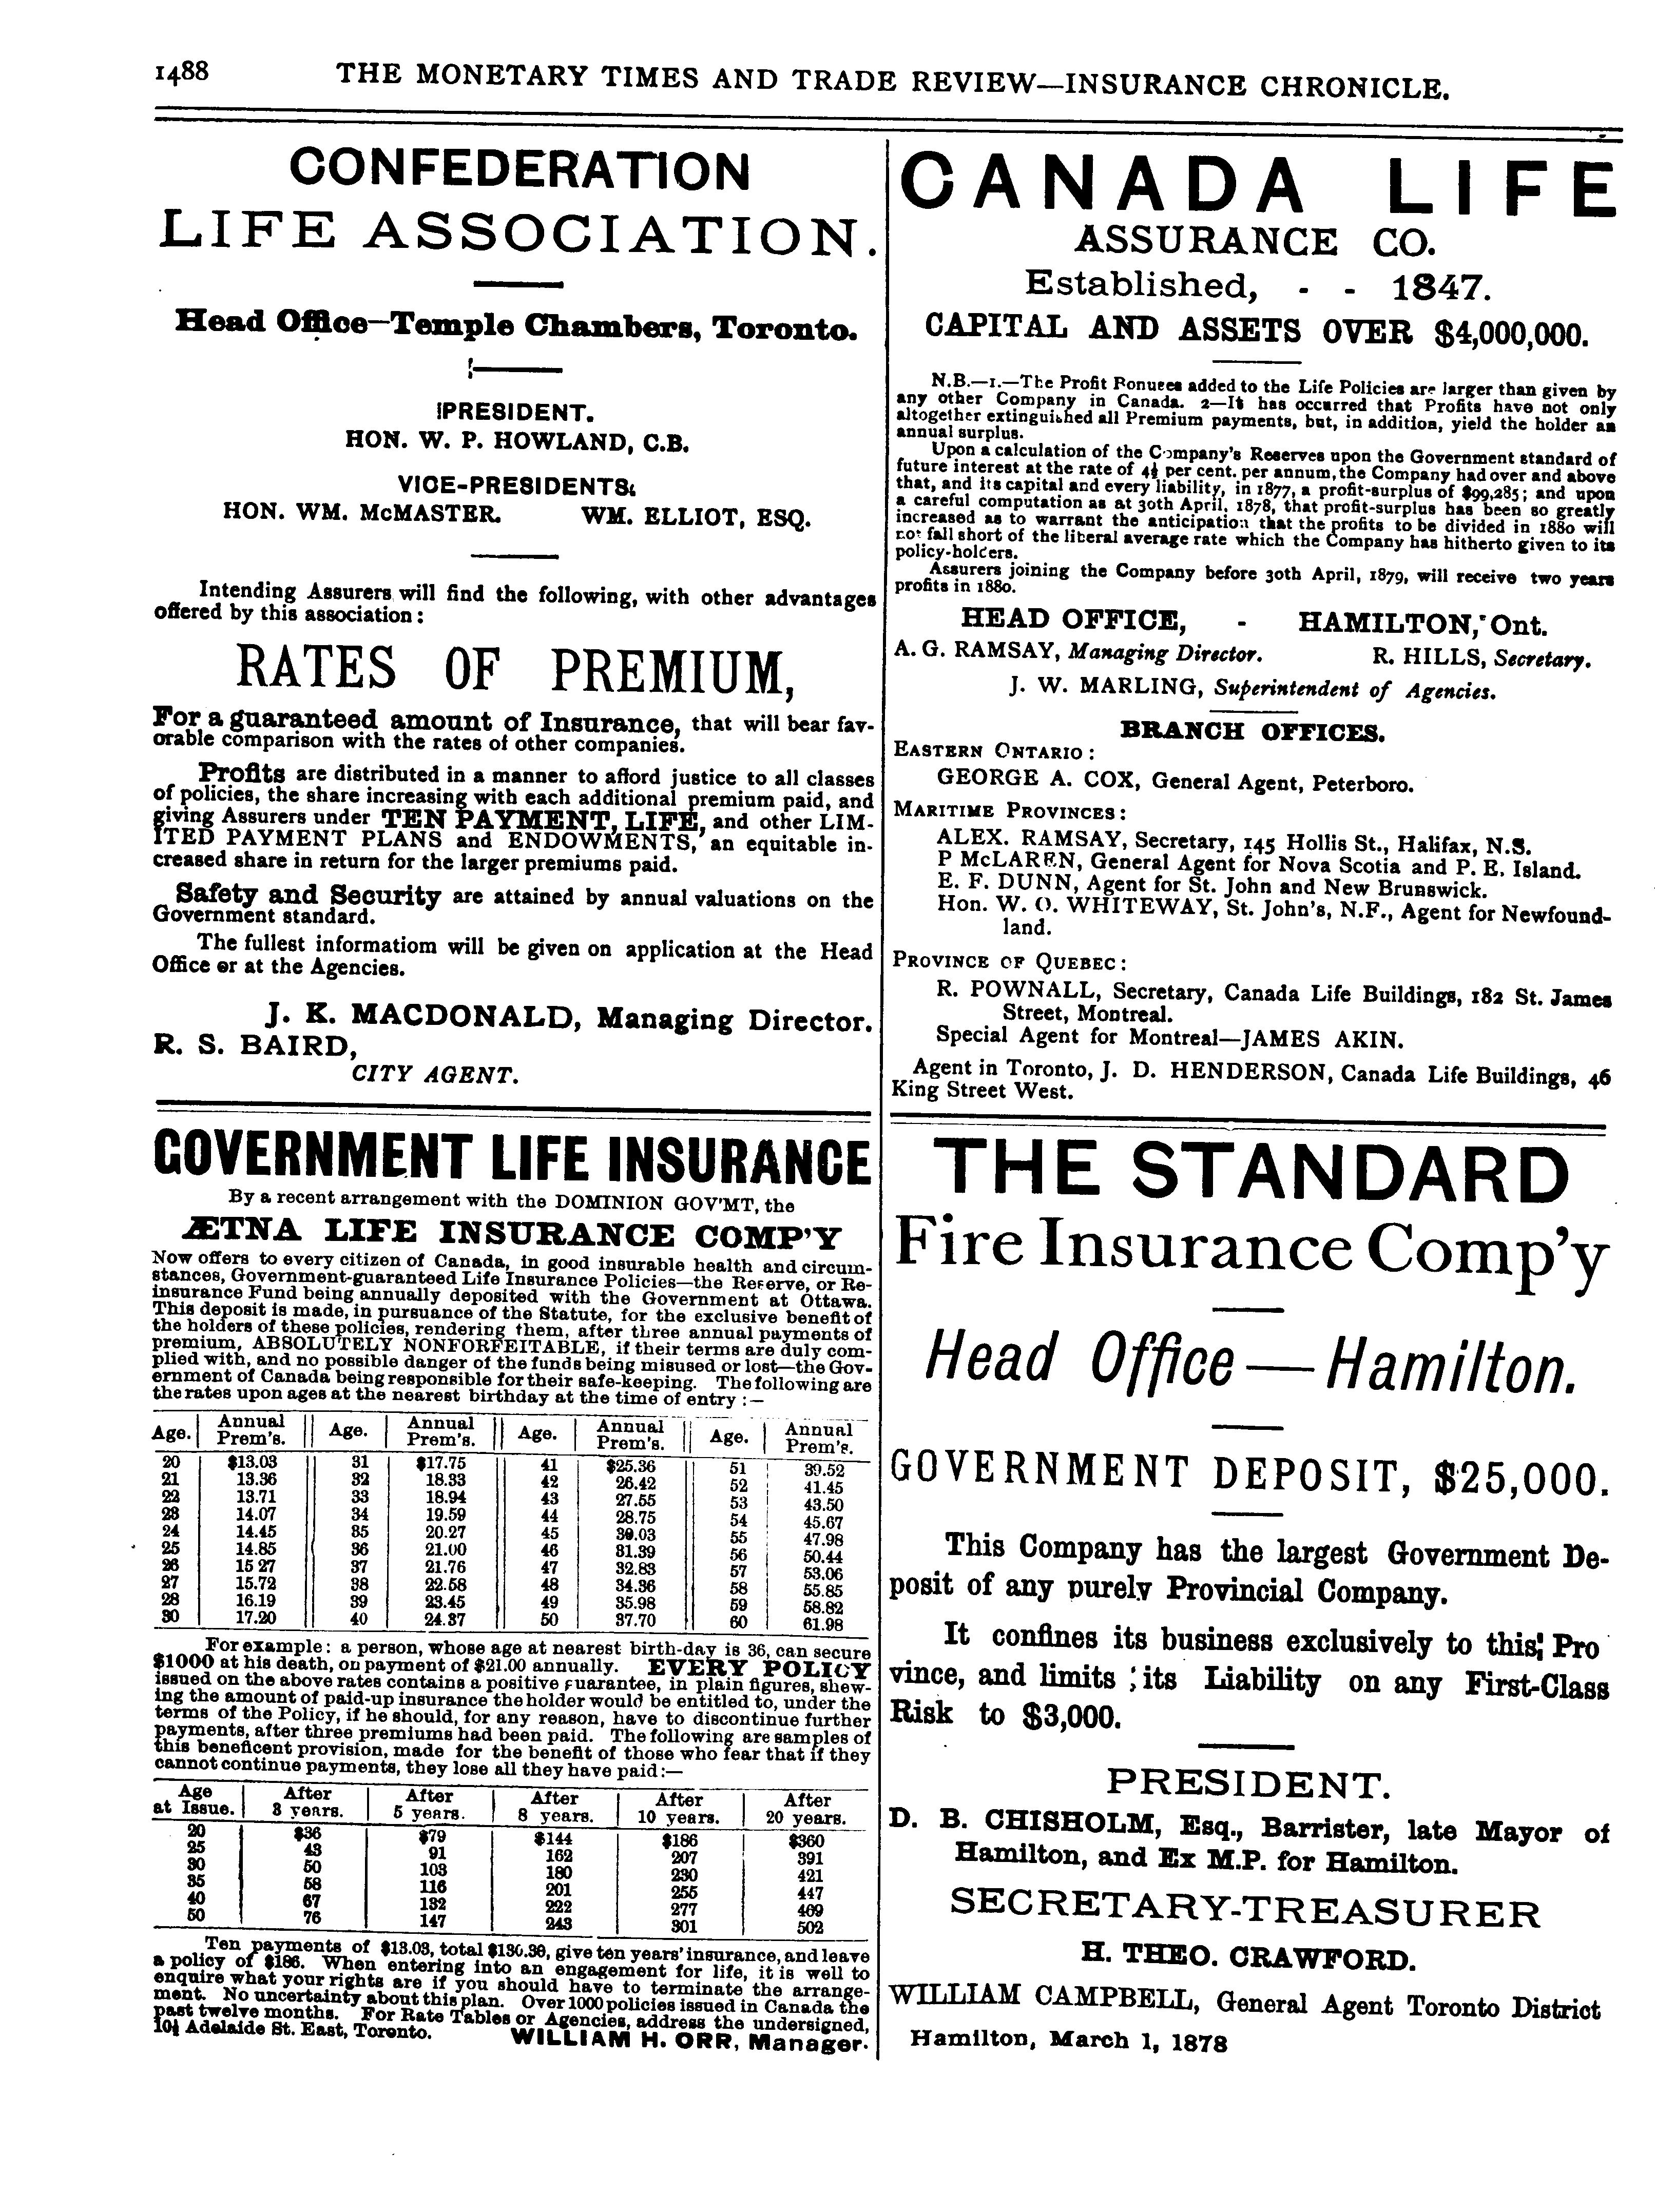 1488 THE MONETARY TIMES AND TRADE REVIEW—INSURANCE CHRONICLE.
CONFEDERATION
LIFE ASSOCIATION.
Head Office—Temple Chambers, Toronto.
PRESIDENT.
HON. W. P. HOWLAND, C.B.
VICE-PRESIDENTS
HON. WM. McMASTER. WM. ELLIOT, ESQ.
Intending Assurers will find the following, with other advantages
offered by this association:
RATES OF PREMIUM,
For a guaranteed amount of Insurance, that will bear fav-
orable comparison with the rates of other companies.
Profits are distributed in a manner to afford justice to all classes
of policies, the share increasing with each additional premium paid, and
giving Assurers under TEN PAYMENT, LIFE, and other LIM-
ITED PAYMENT PLANS and ENDOWMENTS, an equitable in-
creased share in return for the larger premiums paid.
Safety and Security are attained by annual valuations on the
Government standard.
The fullest informatiom will be given on application at the Head
Office or at the Agencies.
J. K. MACDONALD, Managing Director.
R. S. BAIRD,
CITY AGENT.
GOVERNMENT LIFE INSURANCE
By a recent arrangement with the DOMINION GOV'MT, the
ÆTNA LIFE INSURANCE COMP'Y
Now offers to every citizen of Canada, in good insurable health and circum-
stances, Government-guaranteed Life Insurance Policies—the Reserve, or Re-
insurance Fund being annually deposited with the Government at Ottawa.
This deposit is made, in pursuance of the Statute, for the exclusive benefit of
the holders of these policies, rendering them, after three annual payments of
premium, ABSOLUTELY NONFORFEITABLE, if their terms are duly com-
plied with, and no possible danger of the funds being misused or lost—the Gov-
ernment of Canada being responsible for their safe-keeping. The following are
the rates upon ages at the nearest birthday at the time of entry:—
Age. Annual Prem's. Age. Annual Prem's. Age. Annual Prem's. Age. Annual Prem's.
20 $13.03 31 $17.75 41 $25.36 51 39.52
21 13.36 32 18.33 42 26.42 52 41.45
22 13.71 33 18.94 43 27.55 53 43.50
23 14.07 34 19.59 44 28.75 54 45.67
24 14.45 35 20.27 45 30.03 55 47.98
25 14.85 36 21.00 46 31.39 56 50.44
26 15 27 37 21.76 47 32.83 57 53.06
27 15.72 38 22.58 48 34.36 58 55.85
28 16.19 39 23.45 49 35.98 59 58.82
30 17.20 40 24.37 50 37.70 60 61.98
For example: a person, whose age at nearest birth-day is 36, can secure
$1000 at his death, on payment of $21.00 annually. EVERY POLICY
issued on the above rates contains a positive guarantee, in plain figures, shew-
ing the amount of paid-up insurance the holder would be entitled to, under the
terms of the Policy, if he should, for any reason, have to discontinue further
payments, after three premiums had been paid. The following are samples of
this beneficent provision, made for the benefit of those who fear that if they
cannot continue payments, they lose all they have paid:—
Age at Issue. After 3 years. After 5 years. After 8 years. After 10 years. After 20 years.
20 $36 $79 $144 $186 $360
25 43 91 162 207 391
30 50 103 180 230 421
35 58 116 201 255 447
40 67 132 222 277 469
50 76 147 243 301 502
Ten payments of $13.03, total $130.30, give ten years' insurance, and leave
a policy of $186. When entering into an engagement for life, it is well to
enquire what your rights are if you should have to terminate the arrange-
ment. No uncertainty about this plan. Over 1000 policies issued in Canada the
past twelve months. For Rate Tables or Agencies, address the undersigned,
10½ Adelaide St. East, Toronto. WILLIAM H. ORR, Manager.
CANADA LIFE
ASSURANCE CO.
Established, - - 1847.
CAPITAL AND ASSETS OVER $4,000,000.
N.B.—1.—The Profit Bonuses added to the Life Policies are larger than given by
any other Company in Canada. 2—It has occurred that Profits have not only
altogether extinguished all Premium payments, but, in addition, yield the holder an
annual surplus.
Upon a calculation of the Company's Reserves upon the Government standard of
future interest at the rate of 4½ per cent. per annum, the Company had over and above
that, and its capital and every liability, in 1877, a profit-surplus of $99,285; and upon
a careful computation as at 30th April, 1878, that profit-surplus has been so greatly
increased as to warrant the anticipation that the profits to be divided in 1880 will
not fall short of the liberal average rate which the Company has hitherto given to its
policy-holders.
Assurers joining the Company before 30th April, 1879, will receive two years
profits in 1880.
HEAD OFFICE, - HAMILTON, Ont.
A. G. RAMSAY, Managing Director. R. HILLS, Secretary.
J. W. MARLING, Superintendent of Agencies.
BRANCH OFFICES.
EASTERN ONTARIO:
GEORGE A. COX, General Agent, Peterboro.
MARITIME PROVINCES:
ALEX. RAMSAY, Secretary, 145 Hollis St., Halifax, N.S.
P McLAREN, General Agent for Nova Scotia and P. E. Island.
E. F. DUNN, Agent for St. John and New Brunswick.
Hon. W. O. WHITEWAY, St. John's, N.F., Agent for Newfound-
land.
PROVINCE OF QUEBEC:
R. POWNALL, Secretary, Canada Life Buildings, 182 St. James
Street, Montreal.
Special Agent for Montreal—JAMES AKIN.
Agent in Toronto, J. D. HENDERSON, Canada Life Buildings, 46
King Street West.
THE STANDARD
Fire Insurance Comp'y
Head Office—Hamilton.
GOVERNMENT DEPOSIT, $25,000.
This Company has the largest Government De-
posit of any purely Provincial Company.
It confines its business exclusively to this Pro
vince, and limits its Liability on any First-Class
Risk to $3,000.
PRESIDENT.
D. B. CHISHOLM, Esq., Barrister, late Mayor of
Hamilton, and Ex M.P. for Hamilton.
SECRETARY-TREASURER
H. THEO. CRAWFORD.
WILLIAM CAMPBELL, General Agent Toronto District
Hamilton, March 1, 1878